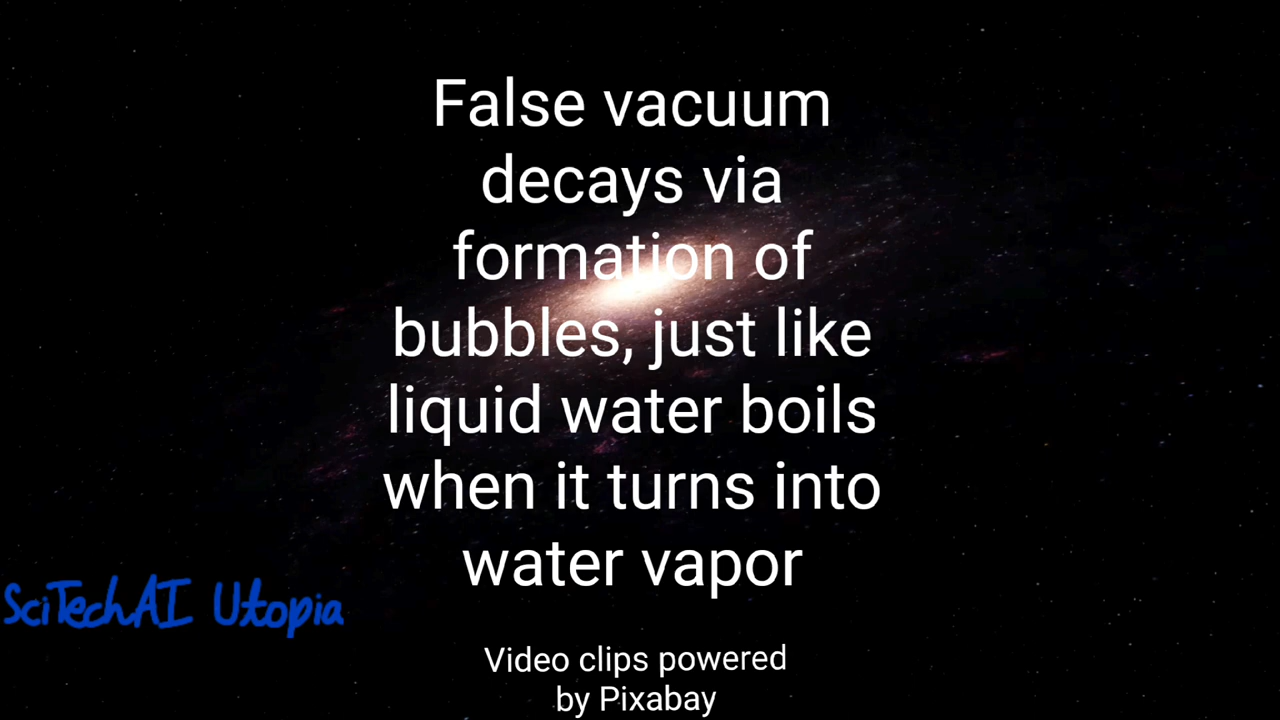 False vacuum
decays via
formation of
bubbles, just like
liquid water boils
when it turns into
water vapor
SciTechAI Utopia
Video clips powered
by Pixabay